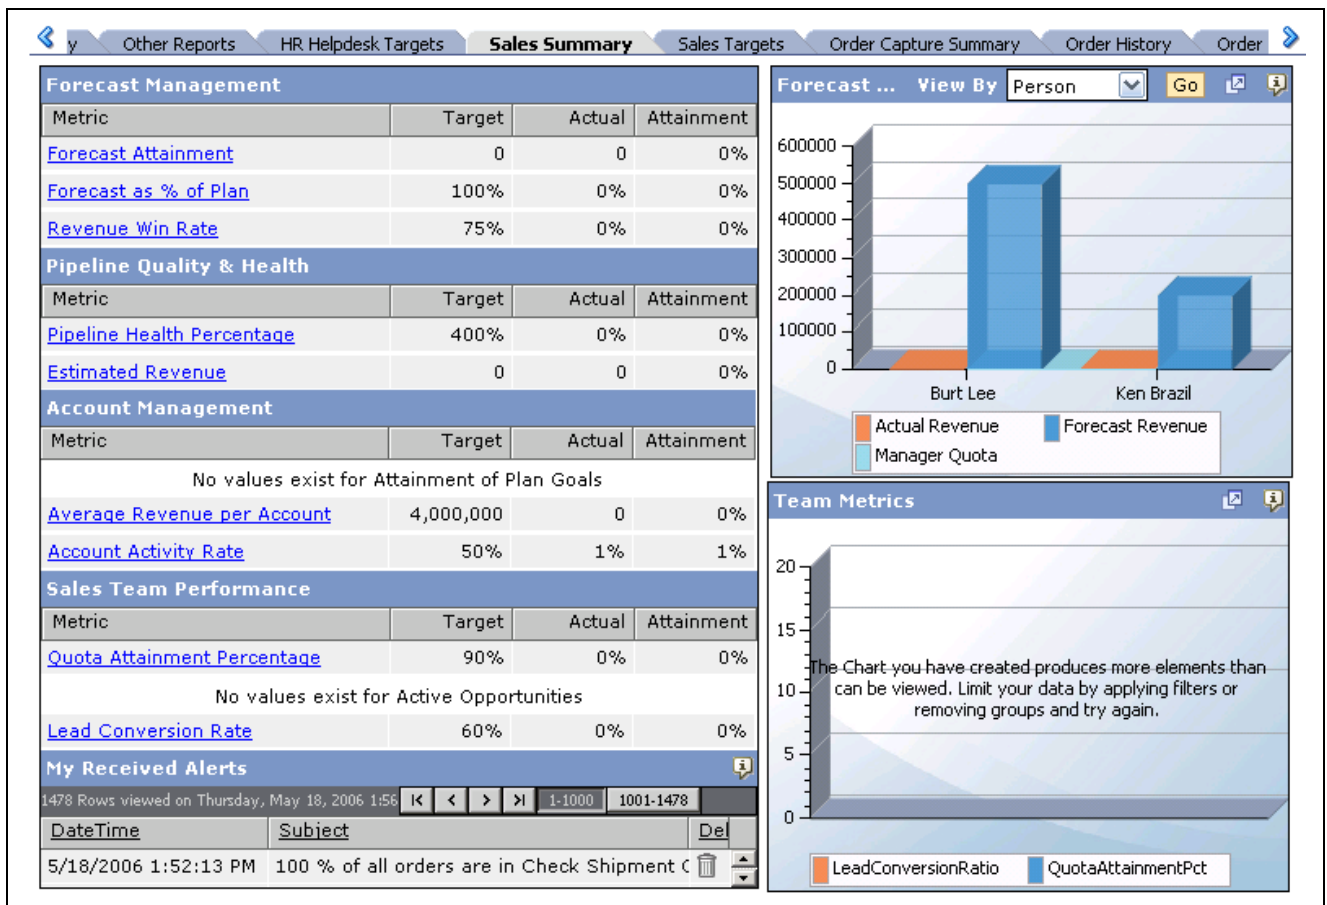 y Other Reports HR Helpdesk Targets Sales Summary Sales Targets Order Capture Summary Order History Order
Forecast Management
Metric Target Actual Attainment
Forecast Attainment 0 0 0%
Forecast as % of Plan 100% 0% 0%
Revenue Win Rate 75% 0% 0%
Pipeline Quality & Health
Metric Target Actual Attainment
Pipeline Health Percentage 400% 0% 0%
Estimated Revenue 0 0 0%
Account Management
Metric Target Actual Attainment
No values exist for Attainment of Plan Goals
Average Revenue per Account 4,000,000 0 0%
Account Activity Rate 50% 1% 1%
Sales Team Performance
Metric Target Actual Attainment
Quota Attainment Percentage 90% 0% 0%
No values exist for Active Opportunities
Lead Conversion Rate 60% 0% 0%
My Received Alerts
1478 Rows viewed on Thursday, May 18, 2006 1:56 1-1000 1001-1478
DateTime Subject Del
5/18/2006 1:52:13 PM 100 % of all orders are in Check Shipment
Forecast ... View By Person Go
600000
500000
400000
300000
200000
100000
0
Burt Lee Ken Brazil
Actual Revenue Forecast Revenue
Manager Quota
Team Metrics
20
15
The Chart you have created produces more elements than
10 can be viewed. Limit your data by applying filters or
removing groups and try again.
5
0
LeadConversionRatio QuotaAttainmentPct